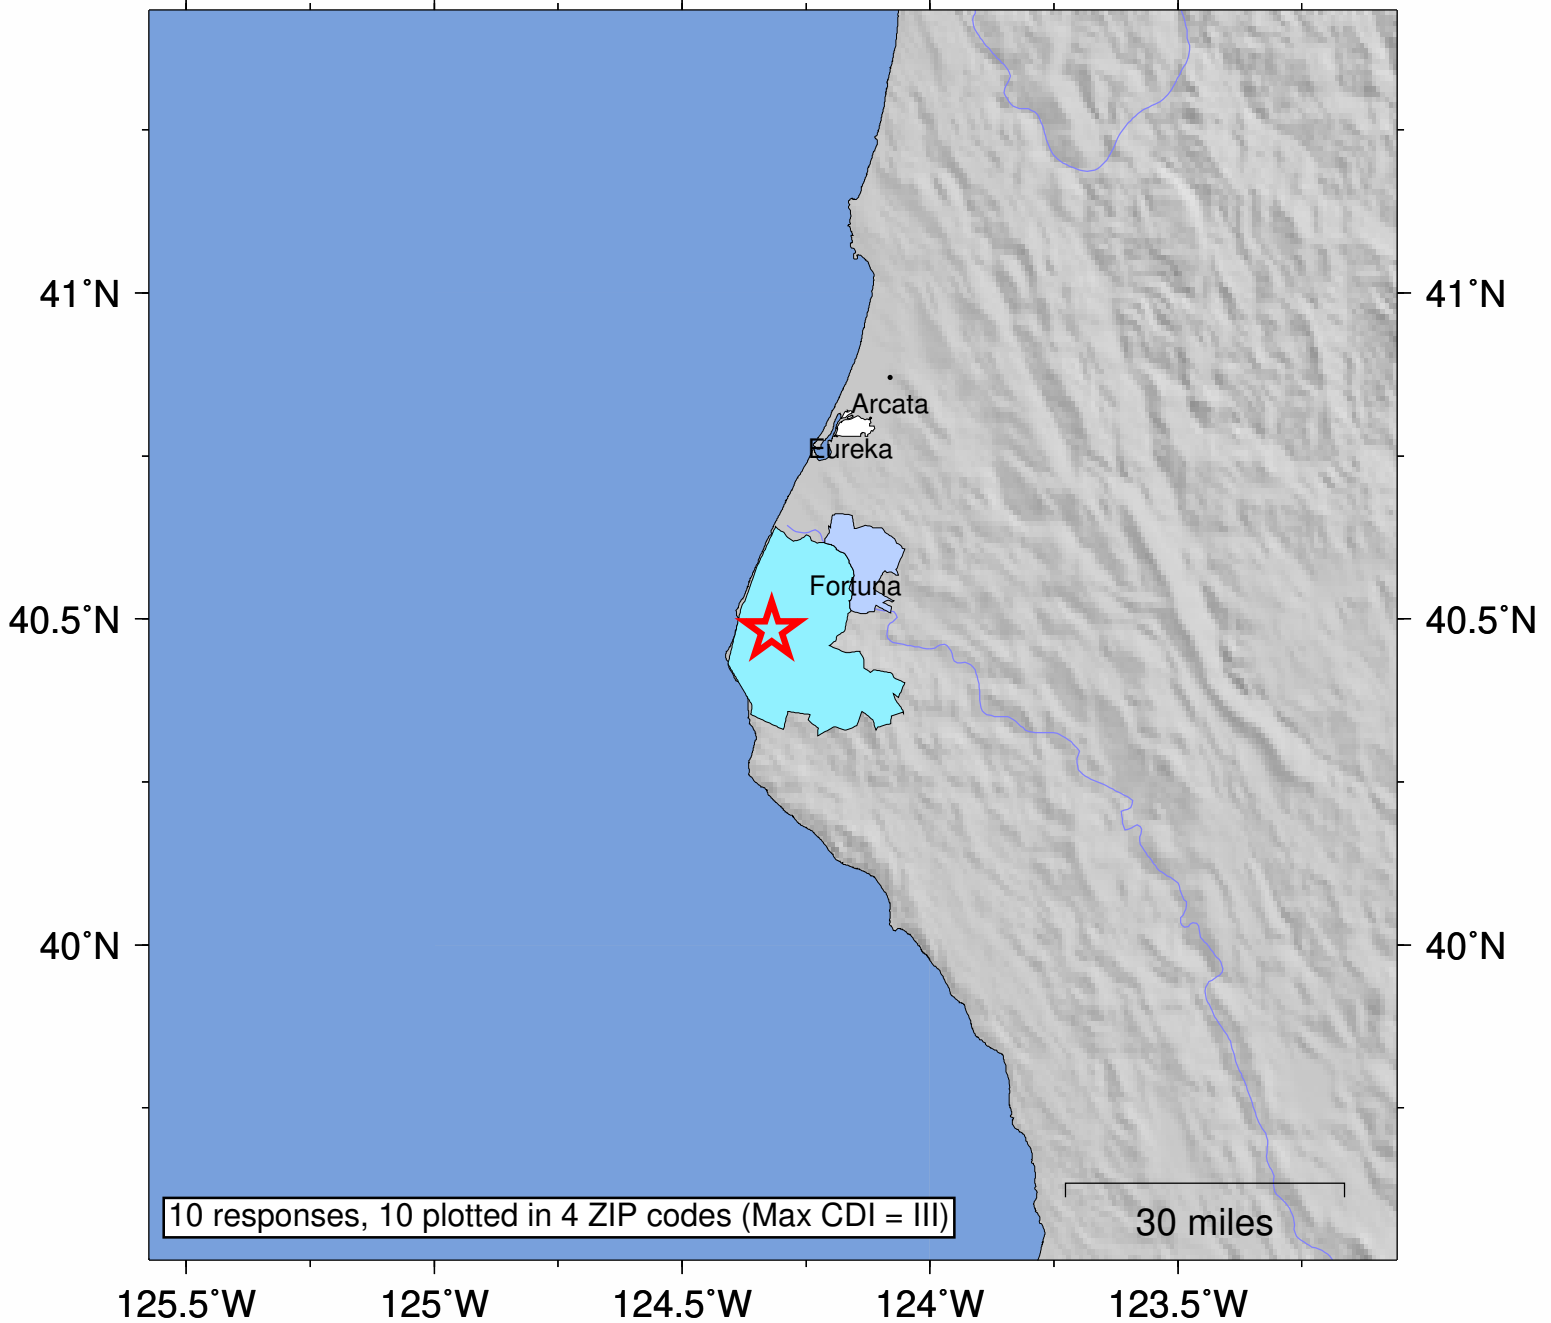 41˚N
41˚N
Arcata
Eureka
Fortuna
40.5˚N
40.5˚N
40˚N
40˚N
10 responses, 10 plotted in 4 ZIP codes (Max CDI = III)
30 miles
125.5˚W
125˚W
124.5˚W
124˚W
123.5˚W